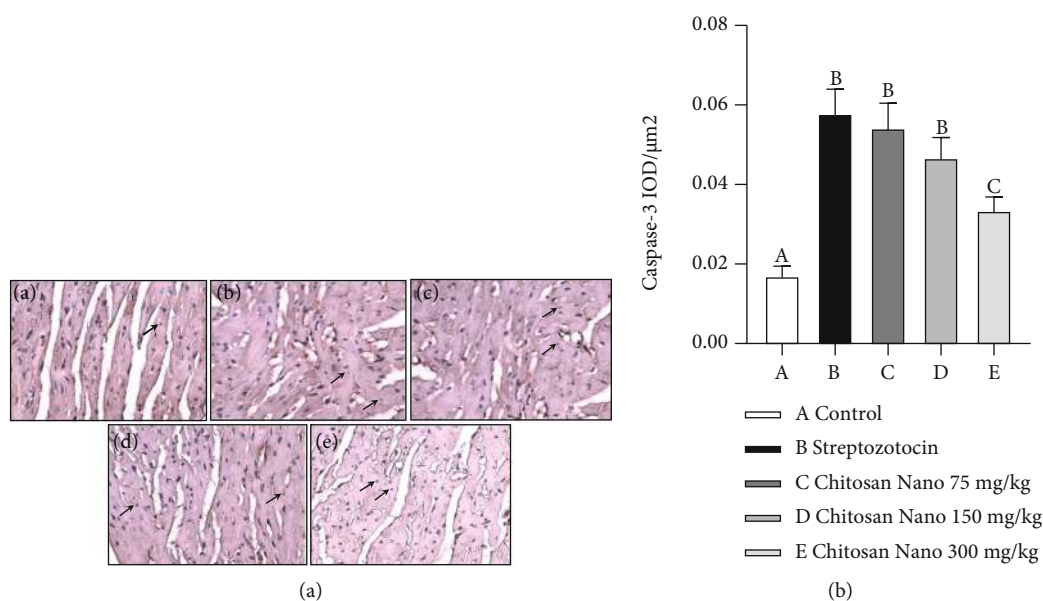 (a)
(b)
(c)
(d)
(e)
(a)
Caspase-3 IOD/μm2
0.08
0.06
0.04
0.02
0.00
A
B
B
B
C
A
B
C
D
E
A Control
B Streptozotocin
C Chitosan Nano 75 mg/kg
D Chitosan Nano 150 mg/kg
E Chitosan Nano 300 mg/kg
(b)